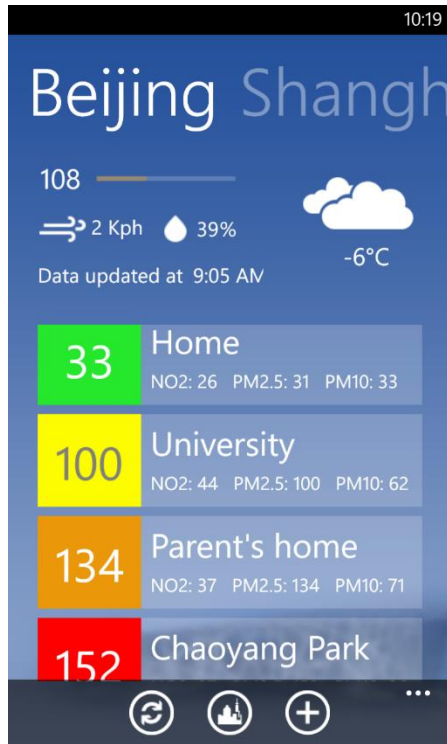 10:19
Beijing Shangh
108
2 Kph 39%
-6°C
Data updated at 9:05 AM
33 Home
NO2: 26 PM2.5: 31 PM10: 33
100 University
NO2: 44 PM2.5: 100 PM10: 62
134 Parent's home
NO2: 37 PM2.5: 134 PM10: 71
152 Chaoyang Park